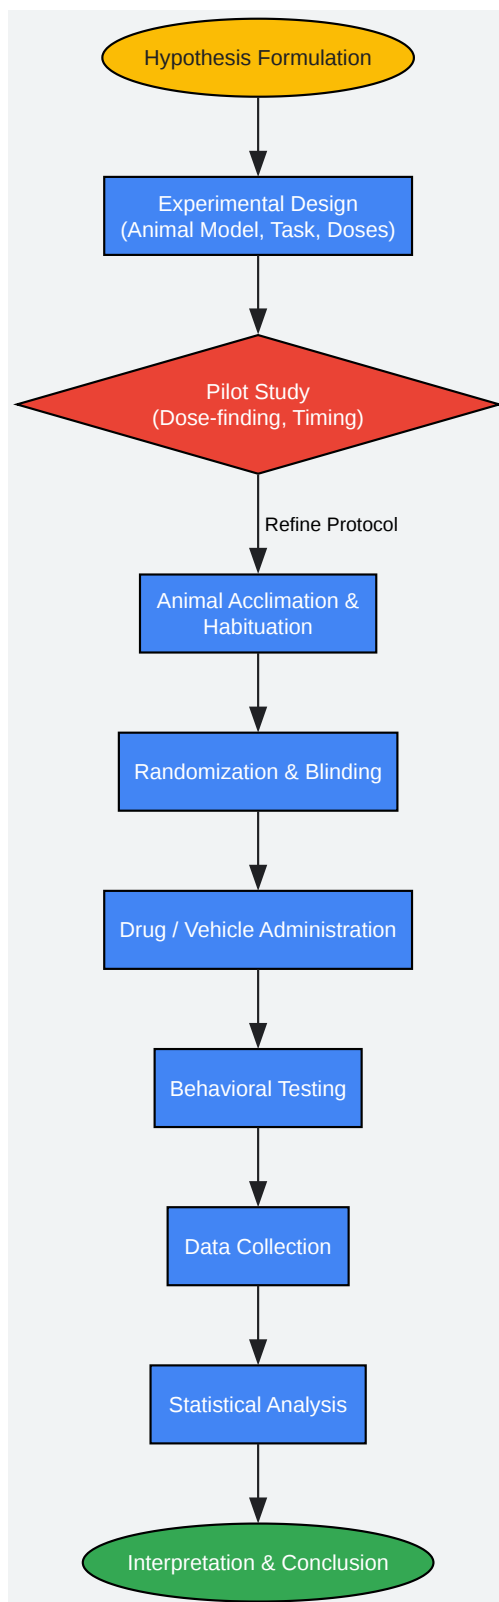 Hypothesis Formulation
Experimental Design
(Animal Model, Task, Doses)
Pilot Study
(Dose-finding, Timing)
Refine Protocol
Animal Acclimation &
Habituation
Randomization & Blinding
Drug / Vehicle Administration
Behavioral Testing
Data Collection
Statistical Analysis
Interpretation & Conclusion